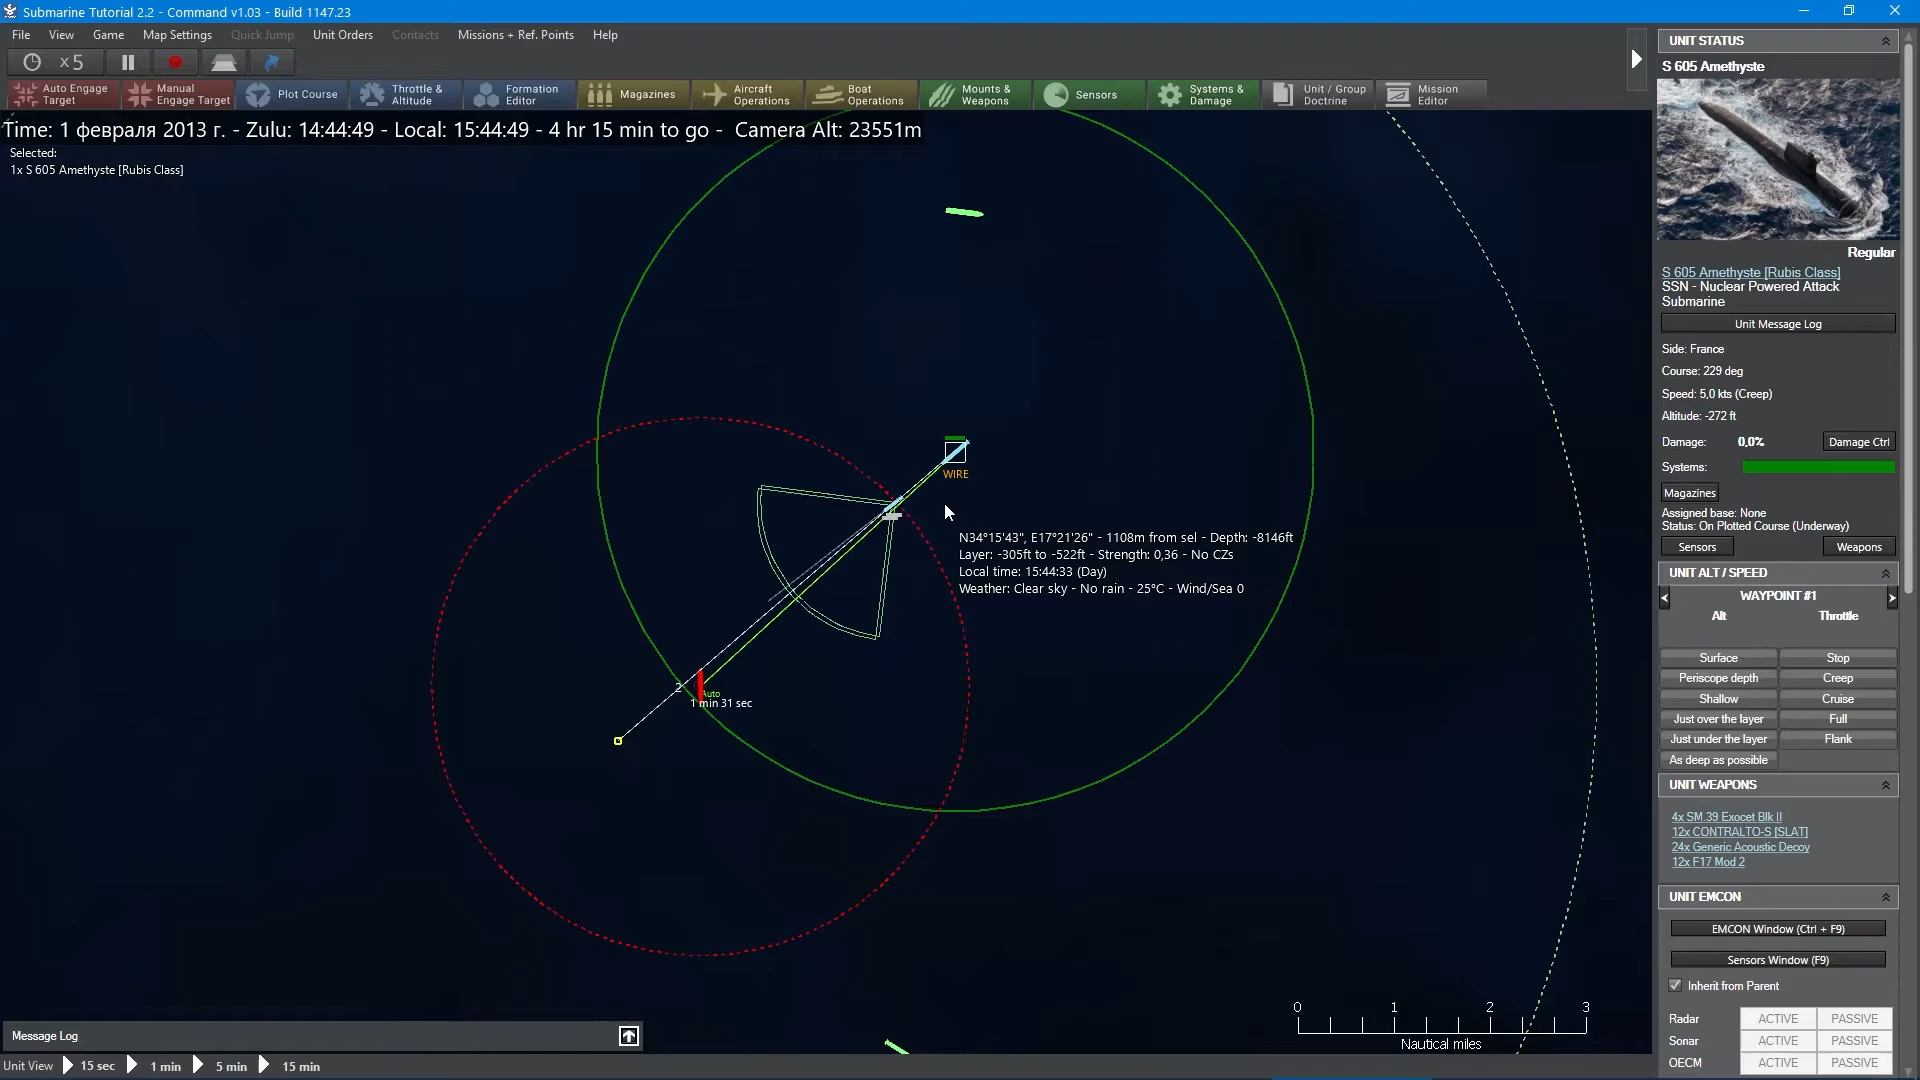 Submarine Tutorial 2.2 - Command v1.03 - Build 1147.23
File View Game Map Settings Quick Jump Unit Orders Contacts Missions + Ref. Points Help
x 5
Auto Engage Target
Manual Engage Target
Plot Course
Throttle & Altitude
Formation Editor
Magazines
Aircraft Operations
Boat Operations
Mounts & Weapons
Sensors
Systems & Damage
Unit / Group Doctrine
Mission Editor
Time: 1 февраля 2013 г. - Zulu: 14:44:49 - Local: 15:44:49 - 4 hr 15 min to go - Camera Alt: 23551m
Selected:
1x S 605 Amethyste [Rubis Class]
WIRE
N34°15'43", E17°21'26" - 1108m from sel - Depth: -8146ft
Layer: -305ft to -522ft - Strength: 0,36 - No CZs
Local time: 15:44:33 (Day)
Weather: Clear sky - No rain - 25°C - Wind/Sea 0
2
Auto
1 min 31 sec
0 1 2 3
Nautical miles
Message Log
Unit View 15 sec 1 min 5 min 15 min
UNIT STATUS
S 605 Amethyste
Regular
S 605 Amethyste [Rubis Class]
SSN - Nuclear Powered Attack
Submarine
Unit Message Log
Side: France
Course: 229 deg
Speed: 5,0 kts (Creep)
Altitude: -272 ft
Damage: 0,0% Damage Ctrl
Systems:
Magazines
Assigned base: None
Status: On Plotted Course (Underway)
Sensors Weapons
UNIT ALT / SPEED
WAYPOINT #1
Alt Throttle
Surface Stop
Periscope depth Creep
Shallow Cruise
Just over the layer Full
Just under the layer Flank
As deep as possible
UNIT WEAPONS
4x SM.39 Exocet Blk II
12x CONTRALTO-S [SLAT]
24x Generic Acoustic Decoy
12x F17 Mod 2
UNIT EMCON
EMCON Window (Ctrl + F9)
Sensors Window (F9)
Inherit from Parent
Radar ACTIVE PASSIVE
Sonar ACTIVE PASSIVE
OECM ACTIVE PASSIVE